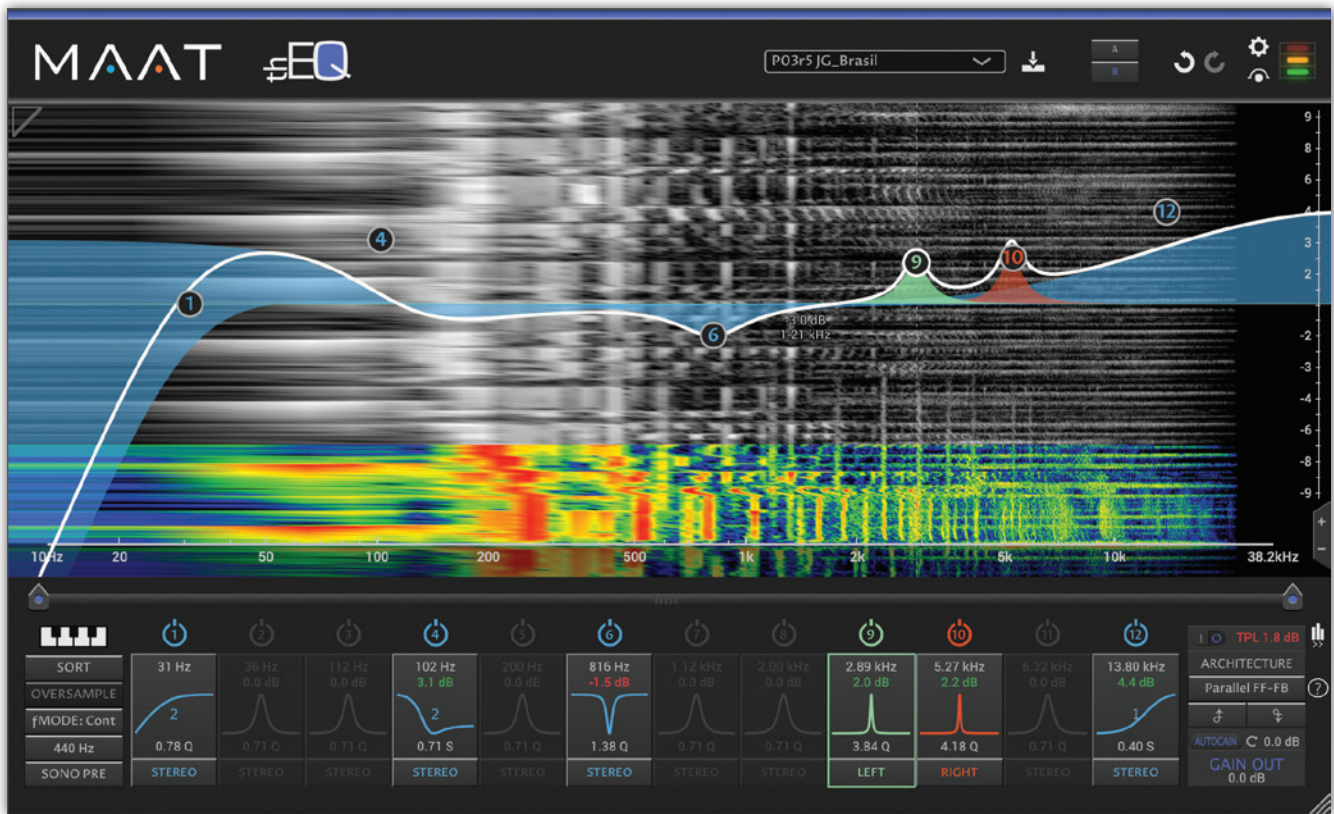 MAAT thEQ
P03r5 JG_Brasil
A
B
9
8
6
4
3
2
-2
-3
-4
-6
-8
-9
1
4
6
9
10
12
-3.0 dB
1.21 kHz
10Hz 20 50 100 200 500 1k 2k 5k 10k 38.2kHz
+
−
1 2 3 4 5 6 7 8 9 10 11 12
SORT
OVERSAMPLE
fMODE: Cont
440 Hz
SONO PRE
31 Hz 36 Hz 112 Hz 102 Hz 200 Hz 816 Hz 1.12 kHz 2.00 kHz 2.89 kHz 5.27 kHz 6.32 kHz 13.80 kHz
0.0 dB 0.0 dB 3.1 dB 0.0 dB -1.5 dB 0.0 dB 0.0 dB 2.0 dB 2.2 dB 0.0 dB 4.4 dB
2 2 1
0.78 Q 0.71 Q 0.71 Q 0.71 S 0.71 Q 1.38 Q 0.71 Q 0.71 Q 3.84 Q 4.18 Q 0.71 Q 0.40 S
STEREO STEREO STEREO STEREO STEREO STEREO STEREO STEREO LEFT RIGHT STEREO STEREO
TPL 1.8 dB
ARCHITECTURE
Parallel FF-FB
?
AUTOGAIN C 0.0 dB
GAIN OUT
0.0 dB